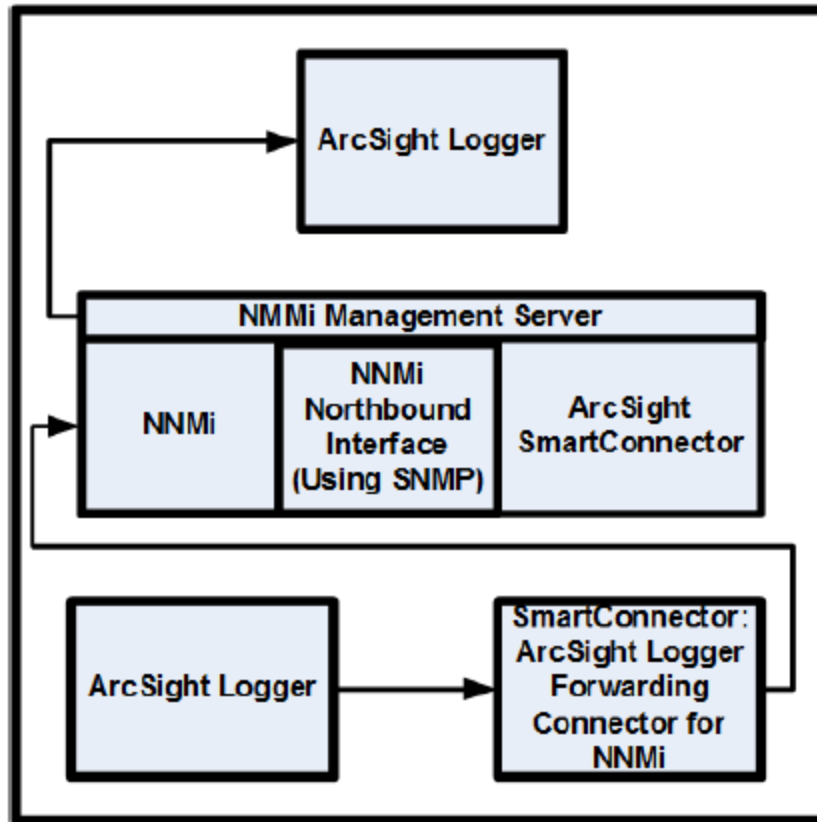 ArcSight Logger
NMMi Management Server
NNMi
NNMi
Northbound
Interface
(Using SNMP)
ArcSight
SmartConnector
ArcSight Logger
SmartConnector:
ArcSight Logger
Forwarding
Connector for
NNMi